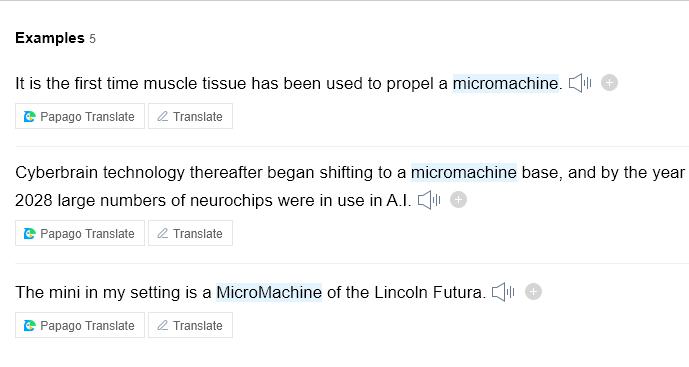 Examples 5
It is the first time muscle tissue has been used to propel a micromachine.
Papago Translate Translate
Cyberbrain technology thereafter began shifting to a micromachine base, and by the year
2028 large numbers of neurochips were in use in A.I.
Papago Translate Translate
The mini in my setting is a MicroMachine of the Lincoln Futura.
Papago Translate Translate